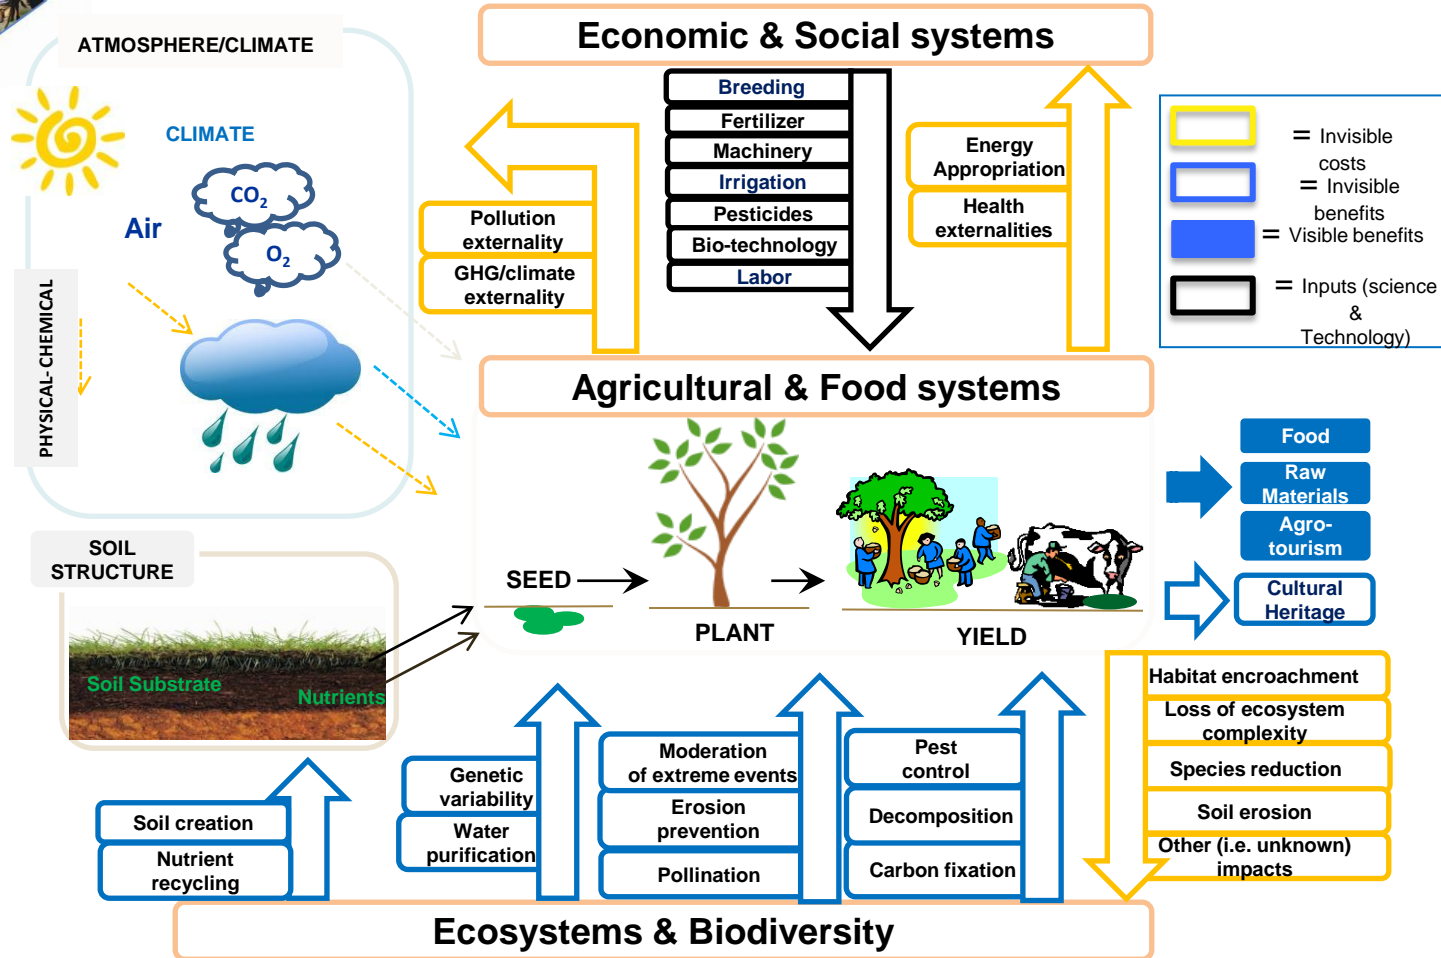 Economic & Social systems
ATMOSPHERE/CLIMATE
CLIMATE
CO2
Air
O2
PHYSICAL- CHEMICAL
Pollution
externality
GHG/climate
externality
Breeding
Fertilizer
Machinery
Irrigation
Pesticides
Bio-technology
Labor
Energy
Appropriation
Health
externalities
= Invisible
costs
= Invisible
benefits
= Visible benefits
= Inputs (science
&
Technology)
Agricultural & Food systems
Food
Raw
Materials
Agro-
tourism
Cultural
Heritage
SOIL
STRUCTURE
Soil Substrate
Nutrients
SEED
PLANT
YIELD
Habitat encroachment
Loss of ecosystem
complexity
Species reduction
Soil erosion
Other (i.e. unknown)
impacts
Soil creation
Nutrient
recycling
Genetic
variability
Water
purification
Moderation
of extreme events
Erosion
prevention
Pollination
Pest
control
Decomposition
Carbon fixation
Ecosystems & Biodiversity